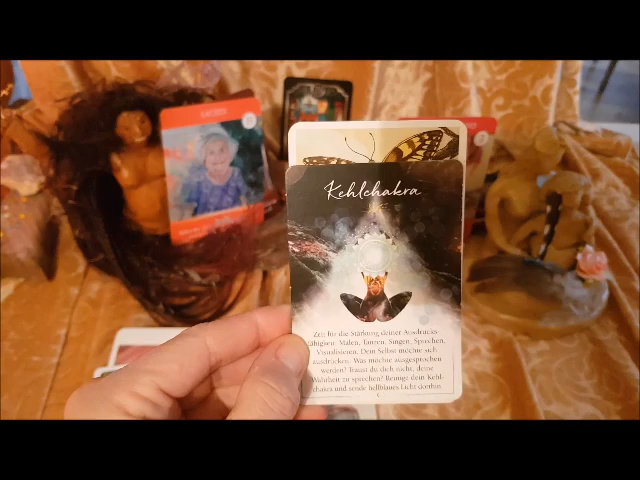 Kehlchakra
Zeit für die Stärkung deiner Ausdrucks
fähigkeit: Malen, Tanzen, Singen, Sprechen,
Visualisieren. Dein Selbst möchte sich
ausdrücken. Was möchte ausgesprochen
werden? Traust du dich nicht, deine
Wahrheit zu sprechen? Reinige dein Kehl-
chakra und sende hellblaues Licht dorthin